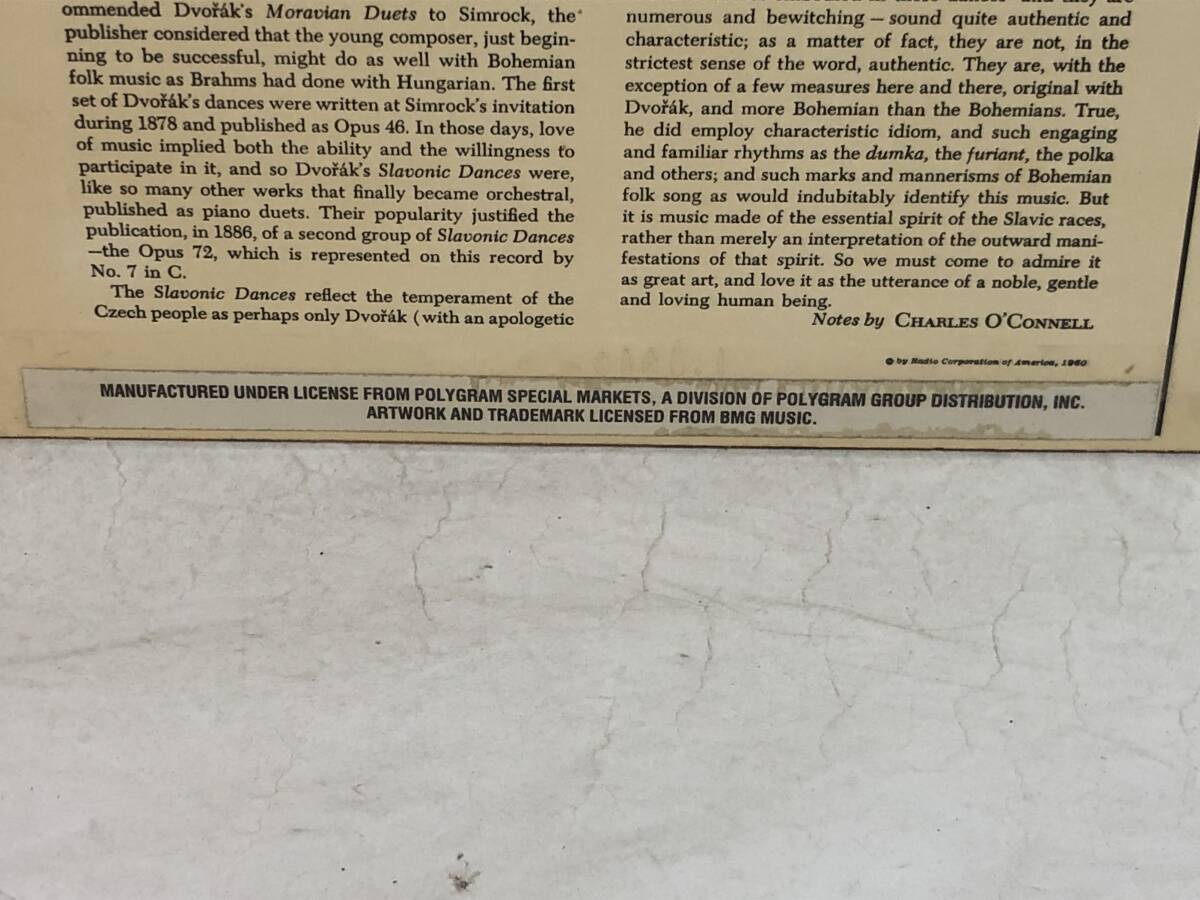 ommended Dvořák's Moravian Duets to Simrock, the
publisher considered that the young composer, just begin-
ning to be successful, might do as well with Bohemian
folk music as Brahms had done with Hungarian. The first
set of Dvořák's dances were written at Simrock's invitation
during 1878 and published as Opus 46. In those days, love
of music implied both the ability and the willingness to
participate in it, and so Dvořák's Slavonic Dances were,
like so many other works that finally became orchestral,
published as piano duets. Their popularity justified the
publication, in 1886, of a second group of Slavonic Dances
—the Opus 72, which is represented on this record by
No. 7 in C.
The Slavonic Dances reflect the temperament of the
Czech people as perhaps only Dvořák (with an apologetic
numerous and bewitching – sound quite authentic and
characteristic; as a matter of fact, they are not, in the
strictest sense of the word, authentic. They are, with the
exception of a few measures here and there, original with
Dvořák, and more Bohemian than the Bohemians. True,
he did employ characteristic idiom, and such engaging
and familiar rhythms as the dumka, the furiant, the polka
and others; and such marks and mannerisms of Bohemian
folk song as would indubitably identify this music. But
it is music made of the essential spirit of the Slavic races,
rather than merely an interpretation of the outward mani-
festations of that spirit. So we must come to admire it
as great art, and love it as the utterance of a noble, gentle
and loving human being.
Notes by CHARLES O'CONNELL
© by Radio Corporation of America, 1960
MANUFACTURED UNDER LICENSE FROM POLYGRAM SPECIAL MARKETS, A DIVISION OF POLYGRAM GROUP DISTRIBUTION, INC.
ARTWORK AND TRADEMARK LICENSED FROM BMG MUSIC.